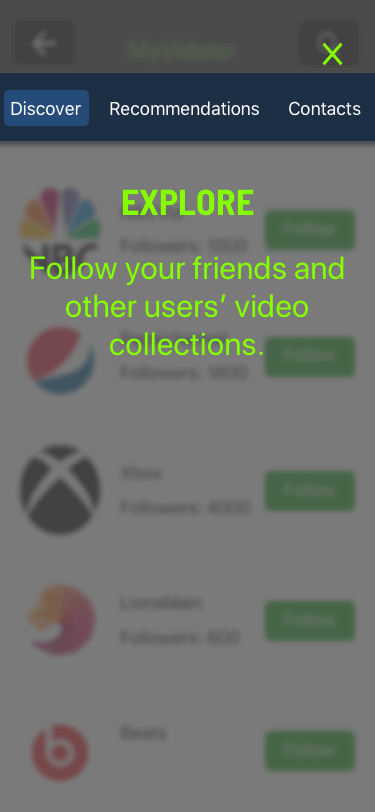 MyVidster
Discover Recommendations Contacts
EXPLORE
Followers: 1000
Follow
Follow your friends and
other users’ video
collections.
Follow
Followers: 1600
Xbox
Followers: 4000
Follow
LionsMain
Followers: 600
Follow
Beats
Follow